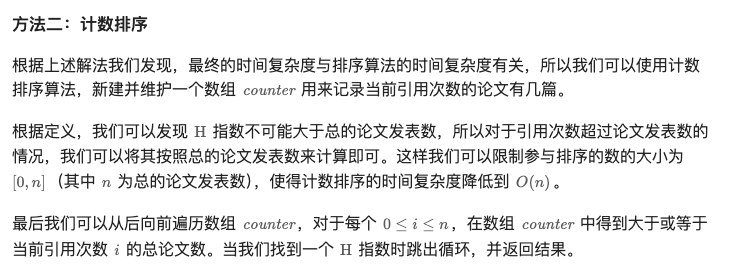 方法二：计数排序
根据上述解法我们发现，最终的时间复杂度与排序算法的时间复杂度有关，所以我们可以使用计数
排序算法，新建并维护一个数组 counter 用来记录当前引用次数的论文有几篇。
根据定义，我们可以发现 H 指数不可能大于总的论文发表数，所以对于引用次数超过论文发表数的
情况，我们可以将其按照总的论文发表数来计算即可。这样我们可以限制参与排序的数的大小为
[0,n]（其中 n 为总的论文发表数），使得计数排序的时间复杂度降低到 O(n)。
最后我们可以从后向前遍历数组 counter，对于每个 0 ≤ i ≤ n，在数组 counter 中得到大于或等于
当前引用次数 i 的总论文数。当我们找到一个 H 指数时跳出循环，并返回结果。